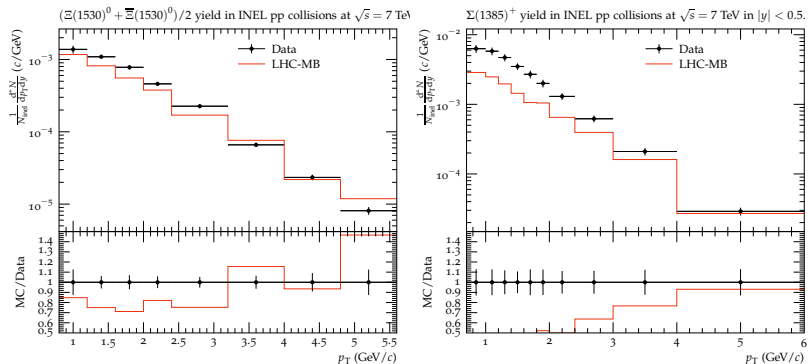 (Ξ(1530)⁰ + Ξ̅(1530)⁰)/2 yield in INEL pp collisions at √s = 7 TeV
1/N_inel d²N/dp_Tdy (c/GeV)
Data
LHC-MB
10⁻³
10⁻⁴
10⁻⁵
MC/Data
1.4
1.3
1.2
1.1
1
0.9
0.8
0.7
0.6
0.5
1 1.5 2 2.5 3 3.5 4 4.5 5 5.5
p_T (GeV/c)
Σ(1385)⁺ yield in INEL pp collisions at √s = 7 TeV in |y| < 0.5.
1/N_inel d²N/dp_Tdy (c/GeV)
Data
LHC-MB
10⁻²
10⁻³
10⁻⁴
MC/Data
1.4
1.3
1.2
1.1
1
0.9
0.8
0.7
0.6
0.5
1 2 3 4 5 6
p_T (GeV/c)